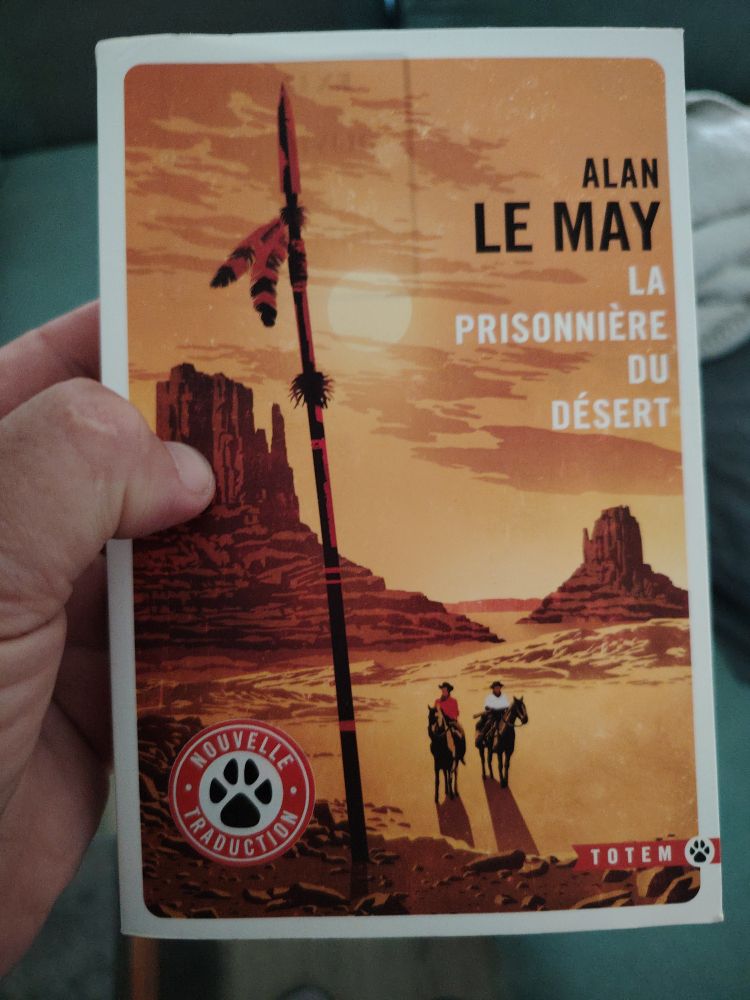 ALAN
LE MAY
LA
PRISONNIÈRE
DU
DÉSERT
NOUVELLE
TRADUCTION
TOTEM